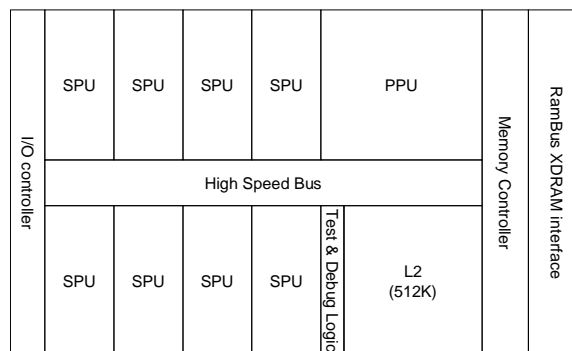 I/O controller
SPU
SPU
SPU
SPU
PPU
High Speed Bus
SPU
SPU
SPU
SPU
Test & Debug Logic
L2
(512K)
Memory Controller
RamBus XDRAM interface